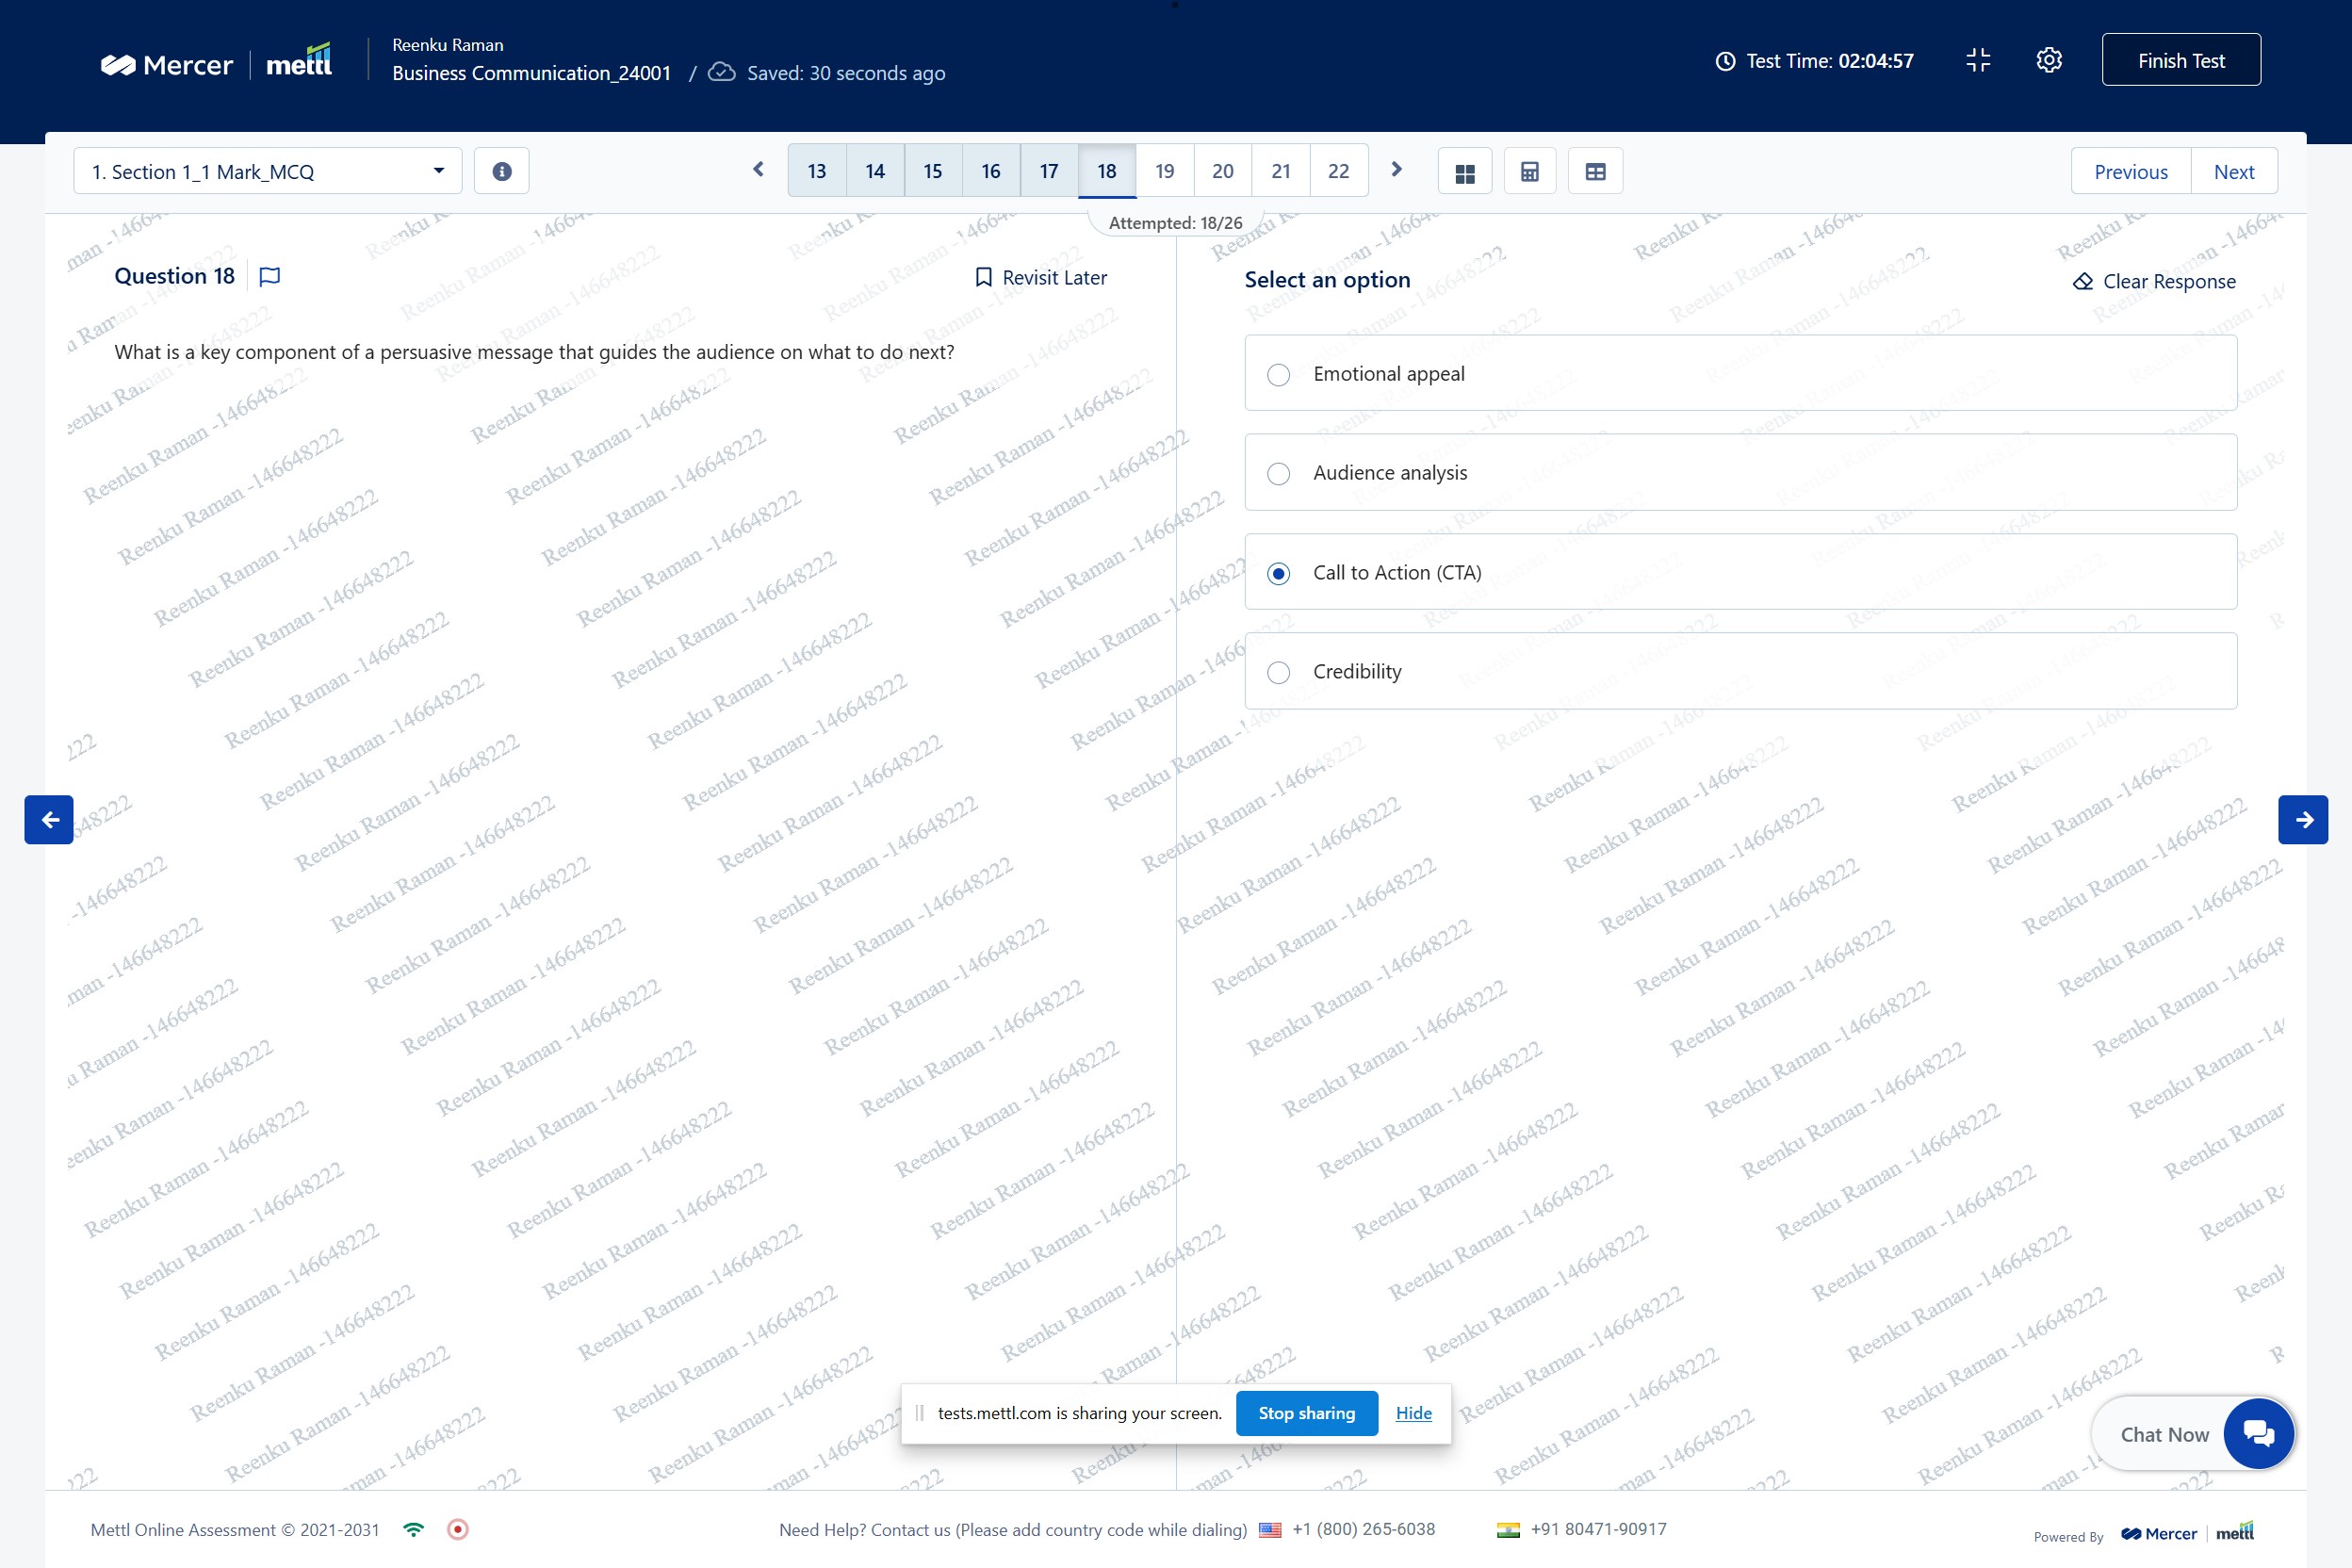 Mercer | mettl
Reenku Raman
Business Communication_24001 / Saved: 30 seconds ago
Test Time: 02:04:57
Finish Test
1. Section 1_1 Mark_MCQ
13 14 15 16 17 18 19 20 21 22
Previous Next
Attempted: 18/26
Question 18
Revisit Later
What is a key component of a persuasive message that guides the audience on what to do next?
Select an option
Clear Response
Emotional appeal
Audience analysis
Call to Action (CTA)
Credibility
Reenku Raman -146648222
tests.mettl.com is sharing your screen. Stop sharing Hide
Chat Now
Mettl Online Assessment © 2021-2031
Need Help? Contact us (Please add country code while dialing) +1 (800) 265-6038 +91 80471-90917
Powered By Mercer | mettl